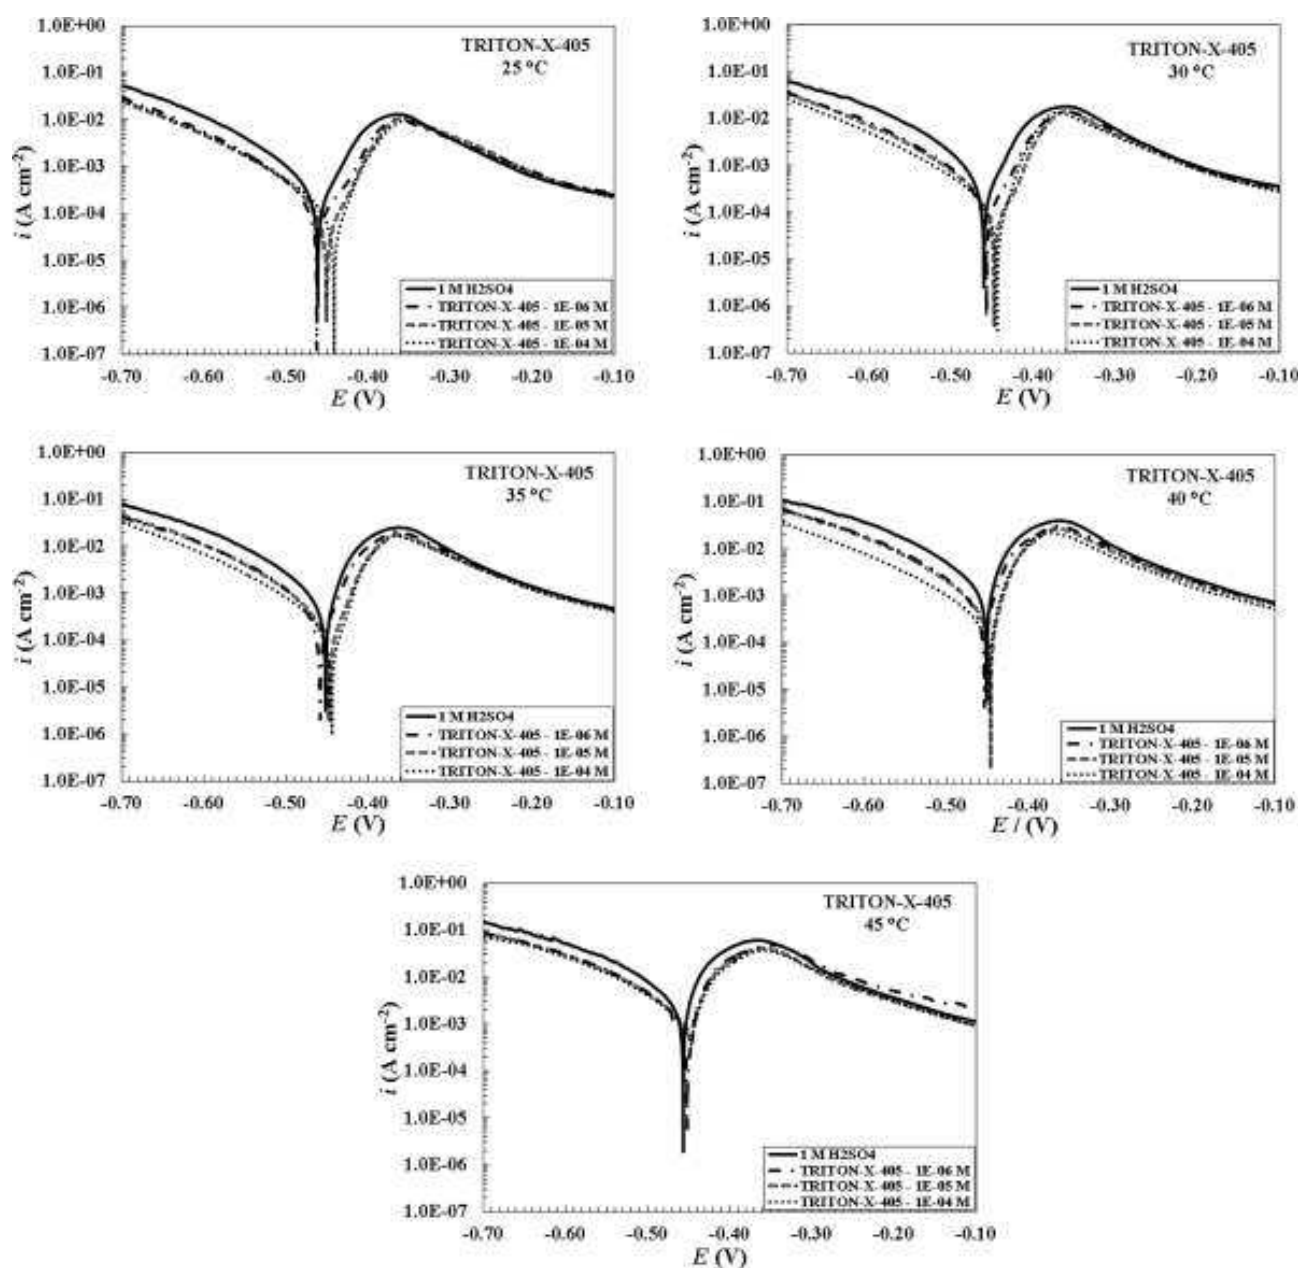 TRITON-X-405
25 °C
1.0E+00
1.0E-01
1.0E-02
1.0E-03
1.0E-04
1.0E-05
1.0E-06
1.0E-07
i (A cm-2)
1 M H2SO4
TRITON-X-405 - 1E-06 M
TRITON-X-405 - 1E-05 M
TRITON-X-405 - 1E-04 M
-0.70 -0.60 -0.50 -0.40 -0.30 -0.20 -0.10
E (V)
TRITON-X-405
30 °C
1.0E+00
1.0E-01
1.0E-02
1.0E-03
1.0E-04
1.0E-05
1.0E-06
1.0E-07
i (A cm-2)
1 M H2SO4
TRITON-X-405 - 1E-06 M
TRITON-X-405 - 1E-05 M
TRITON-X-405 - 1E-04 M
-0.70 -0.60 -0.50 -0.40 -0.30 -0.20 -0.10
E (V)
TRITON-X-405
35 °C
1.0E+00
1.0E-01
1.0E-02
1.0E-03
1.0E-04
1.0E-05
1.0E-06
1.0E-07
i (A cm-2)
1 M H2SO4
TRITON-X-405 - 1E-06 M
TRITON-X-405 - 1E-05 M
TRITON-X-405 - 1E-04 M
-0.70 -0.60 -0.50 -0.40 -0.30 -0.20 -0.10
E (V)
TRITON-X-405
40 °C
1.0E+00
1.0E-01
1.0E-02
1.0E-03
1.0E-04
1.0E-05
1.0E-06
1.0E-07
i (A cm-2)
1 M H2SO4
TRITON-X-405 - 1E-06 M
TRITON-X-405 - 1E-05 M
TRITON-X-405 - 1E-04 M
-0.70 -0.60 -0.50 -0.40 -0.30 -0.20 -0.10
E / (V)
TRITON-X-405
45 °C
1.0E+00
1.0E-01
1.0E-02
1.0E-03
1.0E-04
1.0E-05
1.0E-06
1.0E-07
i (A cm-2)
1 M H2SO4
TRITON-X-405 - 1E-06 M
TRITON-X-405 - 1E-05 M
TRITON-X-405 - 1E-04 M
-0.70 -0.60 -0.50 -0.40 -0.30 -0.20 -0.10
E (V)